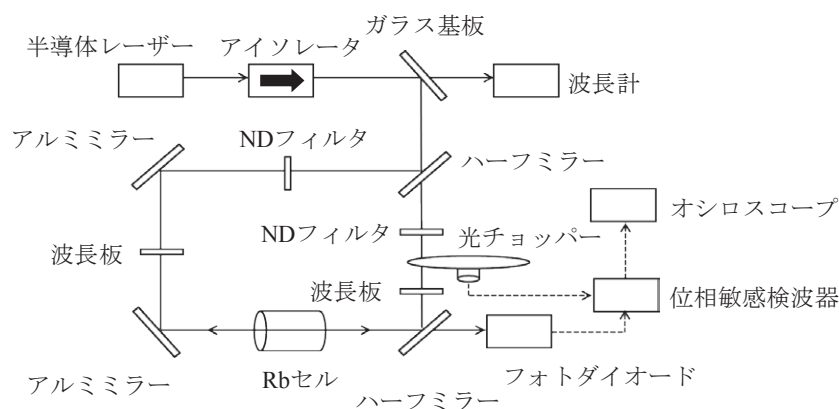 ガラス基板
半導体レーザー
アイソレータ
波長計
アルミミラー
NDフィルタ
ハーフミラー
オシロスコープ
NDフィルタ
光チョッパー
波長板
波長板
位相敏感検波器
アルミミラー
Rbセル
フォトダイオード
ハーフミラー